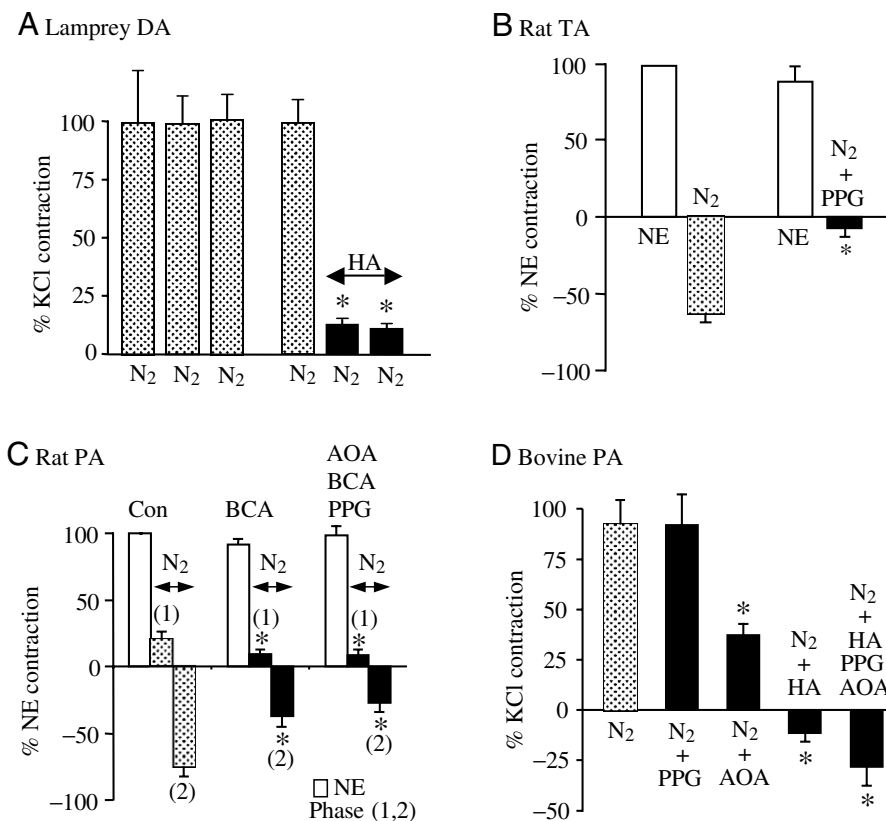 A Lamprey DA
% KCl contraction
100
75
50
25
0
HA
* *
N2 N2 N2 N2 N2 N2
B Rat TA
% NE contraction
100
50
0
−50
−100
NE
N2
NE
N2
+
PPG
*
C Rat PA
% NE contraction
100
50
0
−50
−100
Con
N2
(1)
(2)
BCA
N2
(1)
*
*
(2)
AOA
BCA
PPG
N2
(1)
*
*
(2)
NE
Phase (1,2)
D Bovine PA
% KCl contraction
100
75
50
25
0
-25
-50
N2
N2
+
PPG
*
N2
+
AOA
N2
+
HA
*
N2
+
HA
PPG
AOA
*